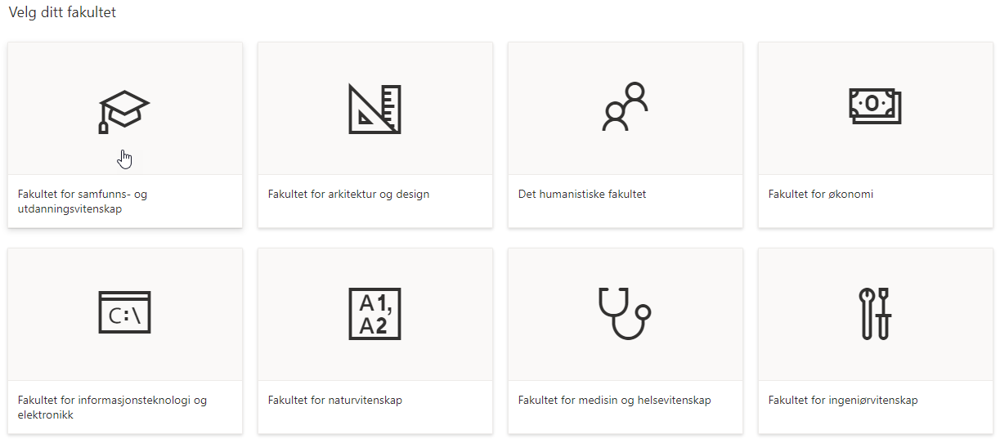 Velg ditt fakultet
Fakultet for samfunns- og
utdanningsvitenskap
Fakultet for arkitektur og design
Det humanistiske fakultet
Fakultet for økonomi
C:\
A1,
A2
Fakultet for informasjonsteknologi og
elektronikk
Fakultet for naturvitenskap
Fakultet for medisin og helsevitenskap
Fakultet for ingeniørvitenskap